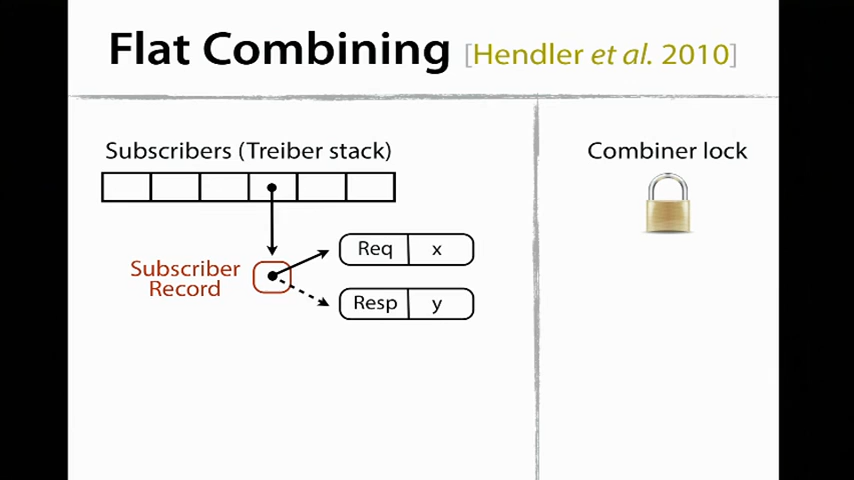 Flat Combining [Hendler et al. 2010]
Subscribers (Treiber stack)
Combiner lock
Req x
Subscriber
Record
Resp y